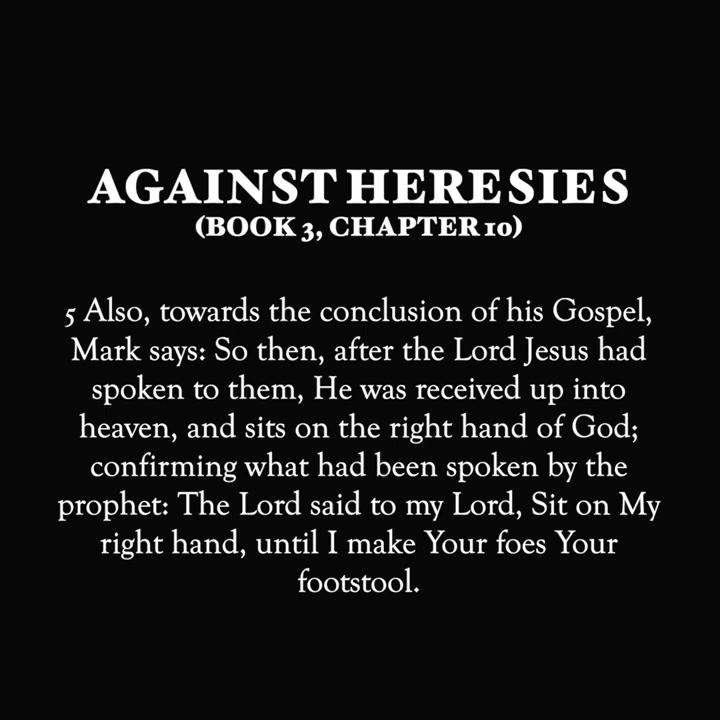 AGAINST HERESIES
(BOOK 3, CHAPTER 10)
5 Also, towards the conclusion of his Gospel,
Mark says: So then, after the Lord Jesus had
spoken to them, He was received up into
heaven, and sits on the right hand of God;
confirming what had been spoken by the
prophet: The Lord said to my Lord, Sit on My
right hand, until I make Your foes Your
footstool.